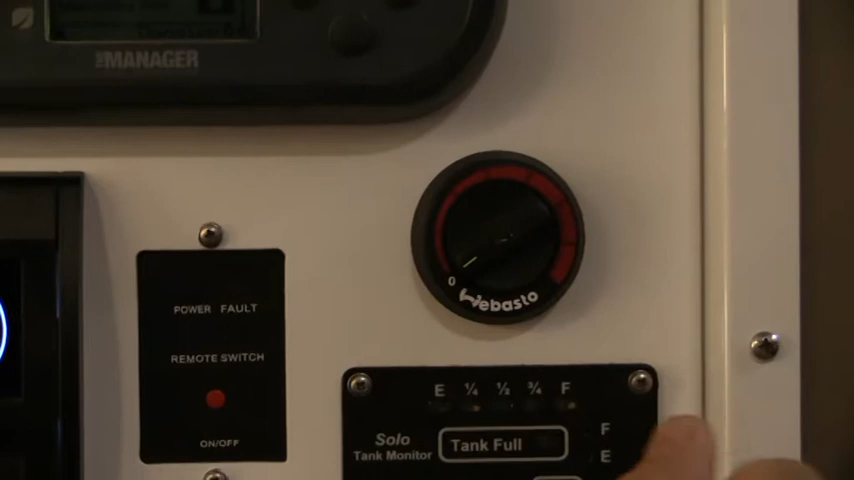 THE MANAGER
0
Webasto
POWER FAULT
REMOTE SWITCH
ON/OFF
E ¼ ½ ¾ F
Solo
Tank Monitor
Tank Full
F
E